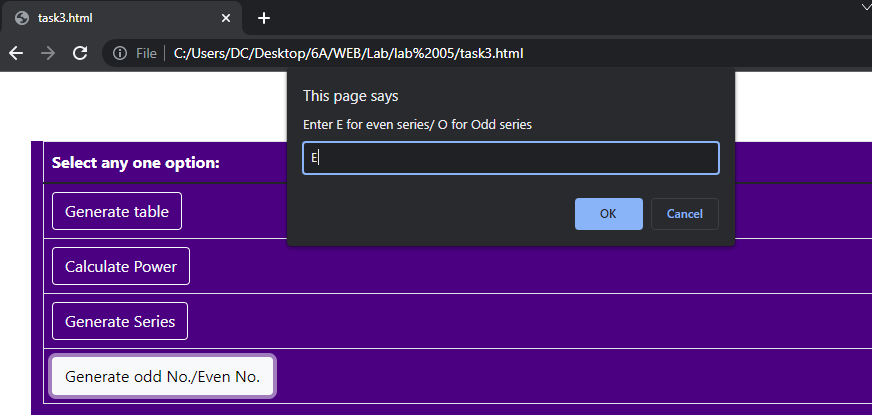 task3.html
File C:/Users/DC/Desktop/6A/WEB/Lab/lab%2005/task3.html
This page says
Enter E for even series/ O for Odd series
E
OK Cancel
Select any one option:
Generate table
Calculate Power
Generate Series
Generate odd No./Even No.